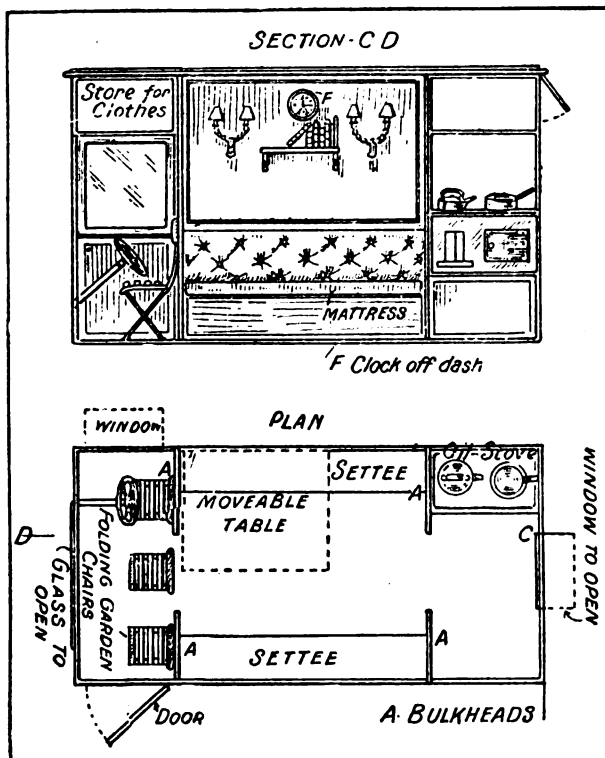 SECTION-C D
Store for
Clothes
F
MATTRESS
F Clock off dash
PLAN
WINDOW
Oil-Stove
A
SETTEE
A
MOVEABLE
TABLE
WINDOW TO OPEN
D
C
FOLDING GARDEN
CHAIRS
(GLASS TO
OPEN
A
A
SETTEE
DOOR
A. BULKHEADS